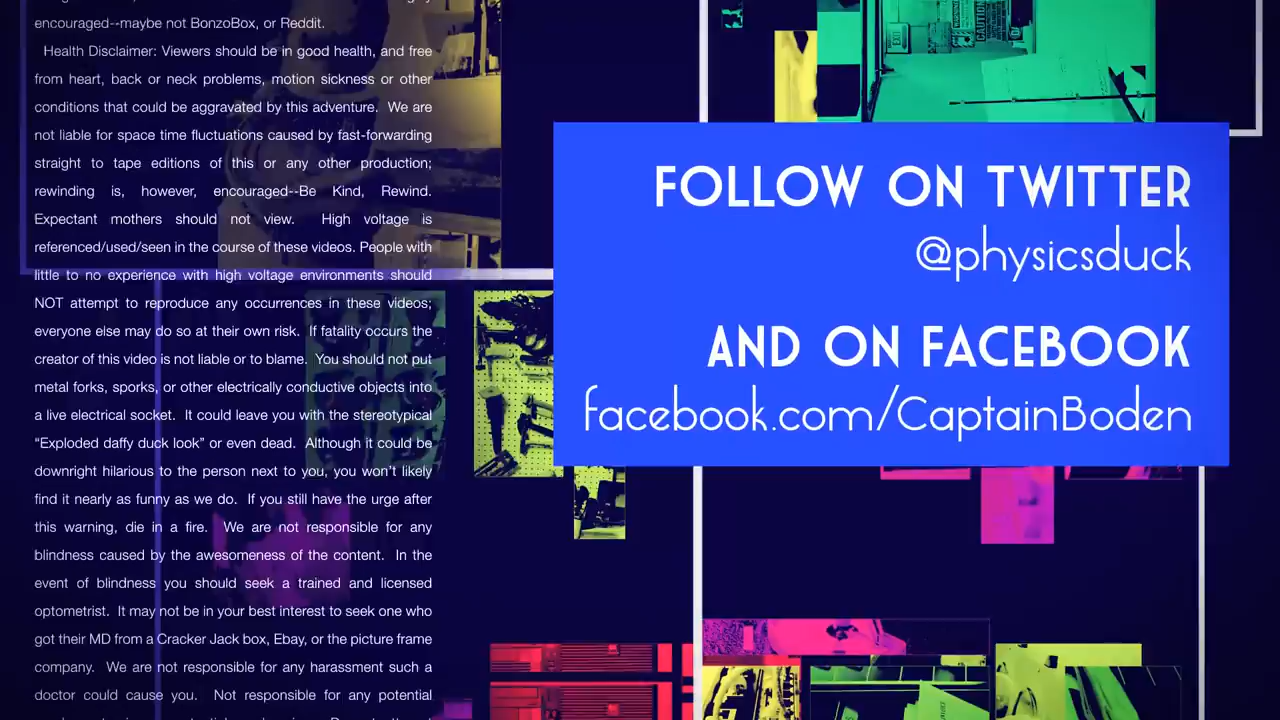 encouraged--maybe not BonzoBox, or Reddit.
Health Disclaimer: Viewers should be in good health, and free
from heart, back or neck problems, motion sickness or other
conditions that could be aggravated by this adventure. We are
not liable for space time fluctuations caused by fast-forwarding
straight to tape editions of this or any other production;
rewinding is, however, encouraged--Be Kind, Rewind.
Expectant mothers should not view. High voltage is
referenced/used/seen in the course of these videos. People with
little to no experience with high voltage environments should
NOT attempt to reproduce any occurrences in these videos;
everyone else may do so at their own risk. If fatality occurs the
creator of this video is not liable or to blame. You should not put
metal forks, sporks, or other electrically conductive objects into
a live electrical socket. It could leave you with the stereotypical
“Exploded daffy duck look” or even dead. Although it could be
downright hilarious to the person next to you, you won’t likely
find it nearly as funny as we do. If you still have the urge after
this warning, die in a fire. We are not responsible for any
blindness caused by the awesomeness of the content. In the
event of blindness you should seek a trained and licensed
optometrist. It may not be in your best interest to seek one who
got their MD from a Cracker Jack box, Ebay, or the picture frame
company. We are not responsible for any harassment such a
doctor could cause you. Not responsible for any potential
FOLLOW ON TWITTER
@physicsduck
AND ON FACEBOOK
facebook.com/CaptainBoden
CAUTION
EXIT